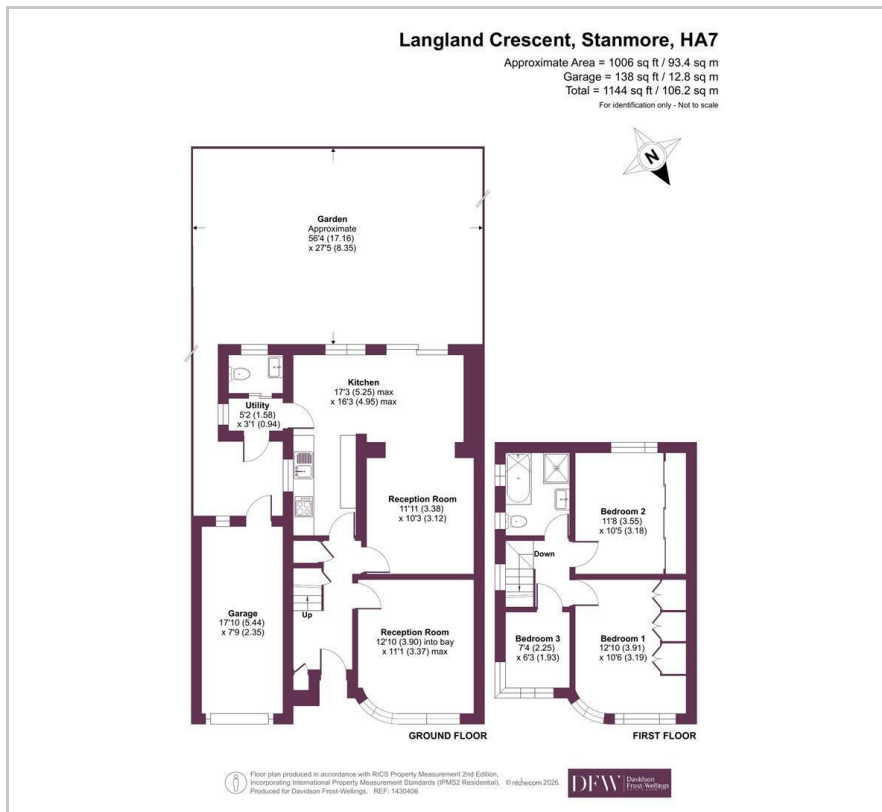 Langland Crescent, Stanmore, HA7
Approximate Area = 1006 sq ft / 93.4 sq m
Garage = 138 sq ft / 12.8 sq m
Total = 1144 sq ft / 106.2 sq m
For identification only - Not to scale
N
Garden
Approximate
56'4 (17.16)
x 27'5 (8.35)
Kitchen
17'3 (5.25) max
x 16'3 (4.95) max
Utility
5'2 (1.58)
x 3'1 (0.94)
Reception Room
11'11 (3.38)
x 10'3 (3.12)
Garage
17'10 (5.44)
x 7'9 (2.35)
Up
Reception Room
12'10 (3.90) into bay
x 11'1 (3.37) max
GROUND FLOOR
Bedroom 2
11'8 (3.55)
x 10'5 (3.18)
Down
Bedroom 3
7'4 (2.25)
x 6'3 (1.93)
Bedroom 1
12'10 (3.91)
x 10'6 (3.19)
FIRST FLOOR
Floor plan produced in accordance with RICS Property Measurement 2nd Edition,
Incorporating International Property Measurement Standards (IPMS2 Residential). © nichecom 2026.
Produced for Davidson Frost-Wellings. REF: 1430406
DFW Davidson
Frost-Wellings